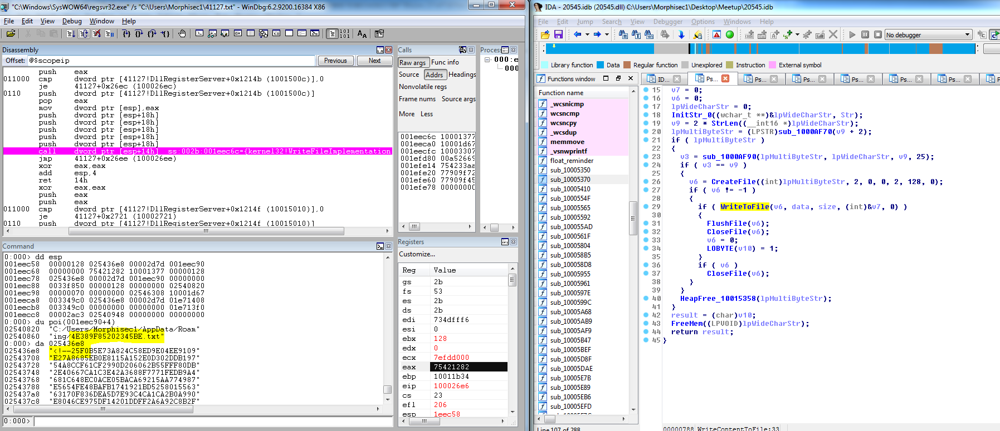 "C:\Windows\SysWOW64\regsvr32.exe" /s "C:\Users\Morphisec1\41127.txt" - WinDbg:6.2.9200.16384 X86
File Edit View Debug Window Help
Disassembly
Offset: @$scopeip Previous Next
push eax
011000 cmp dword ptr [41127!DllRegisterServer+0x1214b (1001500c)],0
je 41127+0x26ec (100026ec)
0110 push dword ptr [41127!DllRegisterServer+0x1214b (1001500c)]
pop eax
mov dword ptr [esp],eax
push dword ptr [esp+18h]
push dword ptr [esp+18h]
push dword ptr [esp+18h]
push dword ptr [esp+18h]
push dword ptr [esp+18h]
call dword ptr [esp+14h] ss:002b:001eec6c={kernel32!WriteFileImplementation
jmp 41127+0x26ee (100026ee)
xor eax,eax
add esp,4
ret 14h
xor eax,eax
push eax
push eax
011000 cmp dword ptr [41127!DllRegisterServer+0x1214f (10015010)],0
je 41127+0x2721 (10002721)
0110 push dword ptr [41127!DllRegisterServer+0x1214f (10015010)]
Calls
Raw args Func info
Source Addrs Headings
Nonvolatile regs
Frame nums Source args
More Less
001eec6c 10001377
001eeca0 10001d67
001eecfc 10003307
001efd80 00a52669
001efe14 754233aa
001efe20 77909f72
001efe60 77909f45
001efe78 00000000
Process
000:e
000
Command
0:000> dd esp
001eec58 00000128 025436e8 00002d7d 001eec90
001eec68 00000000 75421282 10001377 00000128
001eec78 025436e8 00002d7d 001eec90 00000000
001eec88 0033f850 00000128 00000000 02540820
001eec98 00000070 00000000 02546308 10001d67
001eeca8 003349c0 025436e8 00002d7d 01e71408
001eecb8 003349c0 00000000 00000000 01e713f0
001eecc8 00002ac3 02540948 00000000 00000000
0:000> du poi(001eec90+4)
02540820 "C:/Users/Morphisec1/AppData/Roam"
02540860 "ing/4E389F85202345BE.txt"
0:000> da 025436e8
025436e8 "<!--25F0B5E73A824C58ED9E04EE9109"
02543708 "E27A8685EB0E8115A152E0D302DDB197"
02543728 "54A8CCF61CF2990D206062B55FFF80DB"
02543748 "2E40667CA1C3E42A3688F7771FEDB9A4"
02543768 "681C648EC0ACE05BACA69215AA774987"
02543788 "E5654FE48BAFB1741921BD5258015563"
025437a8 "63170F836DEA5D7E93C4CA1CA2B0A990"
025437c8 "E8046CE975DF14201DDFF2A6A92C8B2F"
0:000>
Registers
Customize...
Reg Value
gs 2b
fs 53
es 2b
ds 2b
edi 734dfff6
esi 0
ebx 128
edx 0
ecx 7efdd000
eax 75421282
ebp 10011b34
eip 100026e6
cs 23
efl 206
esp 1eec58
IDA - 20545.idb (20545.dll) C:\Users\Morphisec1\Desktop\Meetup\20545.idb
File Edit Jump Search View Debugger Options Windows Help
No debugger
Library function Data Regular function Unexplored Instruction External symbol
Functions window
ID... Ps... Ps... Ps... Ps... Ps... Ps... P
Function name
_wcsnicmp
wcsncmp
wcsncpy
_wcsdup
memmove
_vsnwprintf
float_reminder
sub_10005350
sub_10005370
sub_10005410
sub_1000554F
sub_10005565
sub_10005592
sub_100055AD
sub_1000561F
sub_10005804
sub_100058B5
sub_100058D8
sub_10005955
sub_10005961
sub_1000597E
sub_1000599C
sub_10005A68
sub_10005AB9
sub_10005AF9
sub_10005B47
sub_10005BEF
sub_10005D8F
sub_10005DAE
sub_10005E7B
sub_10005E89
sub_10005EB6
sub_10005EFD
Line 107 of 288
15 v7 = 0;
16 v6 = 0;
17 lpWideCharStr = 0;
18 InitStr_0((wchar_t **)&lpWideCharStr, Str);
19 v9 = 2 * StrLen((__int16 *)lpWideCharStr);
20 lpMultiByteStr = (LPSTR)sub_1000AF70(v9 + 2);
21 if ( lpMultiByteStr )
22 {
23 v3 = sub_1000AF90(lpMultiByteStr, lpWideCharStr, v9, 25);
24 if ( v3 == v9 )
25 {
26 v6 = CreateFile((int)lpMultiByteStr, 2, 0, 0, 2, 128, 0);
27 if ( v6 != -1 )
28 {
29 if ( WriteToFile(v6, data, size, (int)&v7, 0) )
30 {
31 FlushFile(v6);
32 CloseFile(v6);
33 v6 = 0;
34 LOBYTE(v10) = 1;
35 }
36 if ( v6 )
37 CloseFile(v6);
38 }
39 }
40 HeapFree_10015358(lpMultiByteStr);
41 }
42 result = (char)v10;
43 FreeMem((LPVOID)lpWideCharStr);
44 return result;
45 }
00000788 WriteContentToFile:33